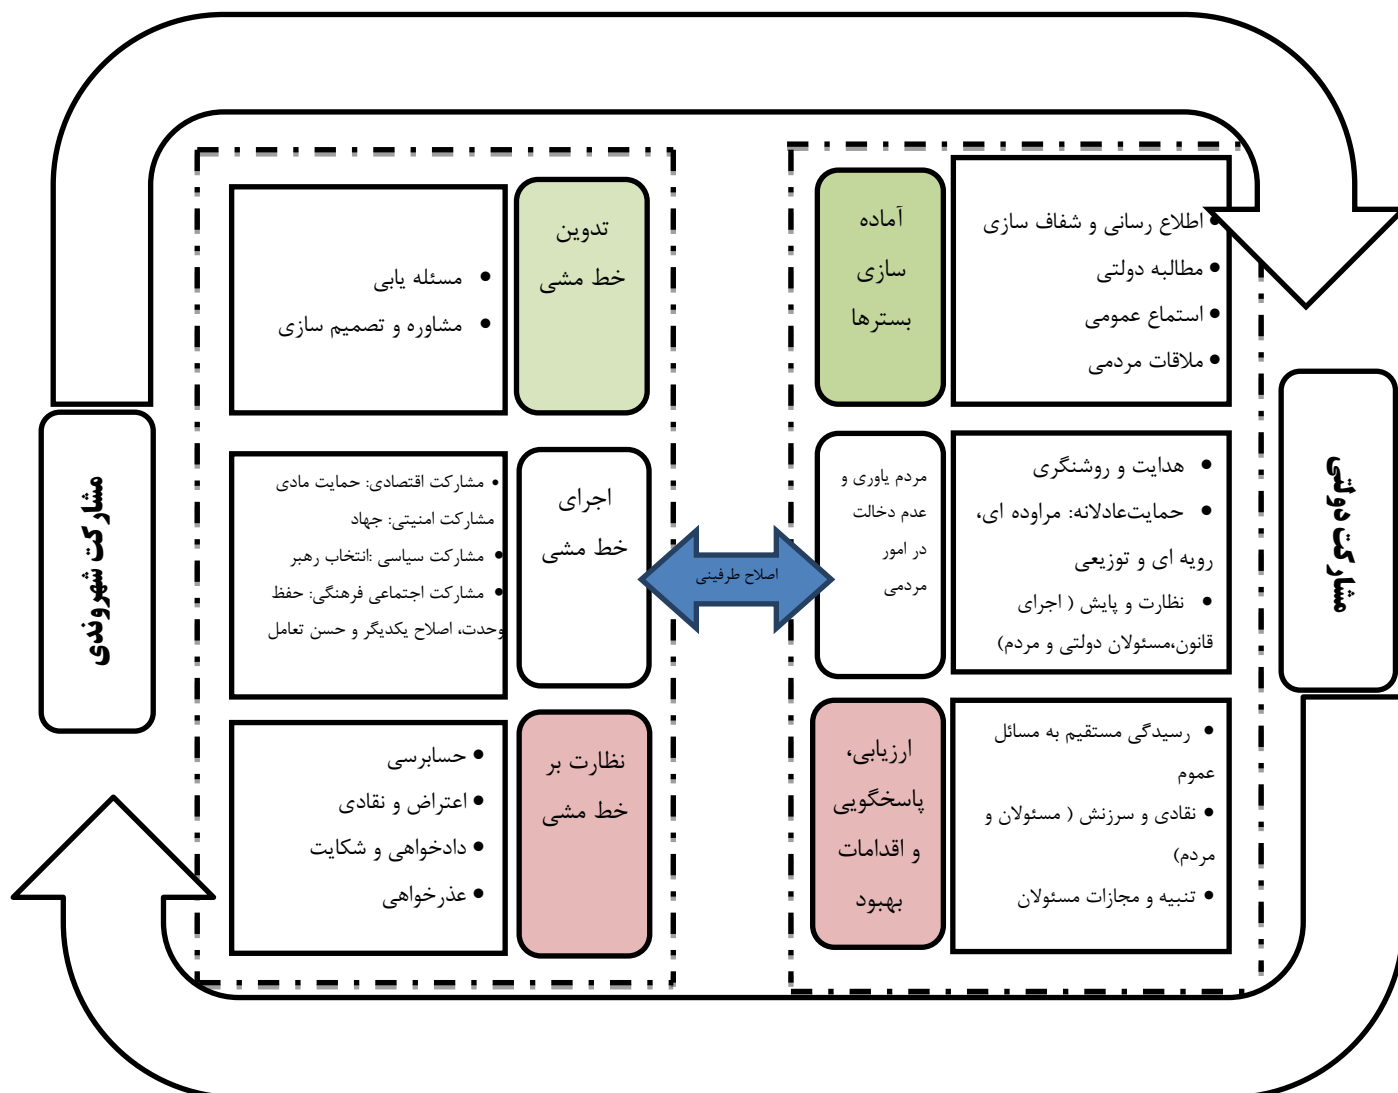 مشارکت دولتی
آماده
سازی
بسترها
• اطلاع رسانی و شفاف سازی
• مطالبه دولتی
• استماع عمومی
• ملاقات مردمی
مردم یاوری و
عدم دخالت
در امور
مردمی
• هدایت و روشنگری
• حمایت‌عادلانه: مراوده ای،
رویه ای و توزیعی
• نظارت و پایش ( اجرای
قانون،مسئولان دولتی و مردم)
ارزیابی،
پاسخگویی
و اقدامات
بهبود
• رسیدگی مستقیم به مسائل
عموم
• نقادی و سرزنش ( مسئولان و
مردم)
• تنبیه و مجازات مسئولان
اصلاح طرفینی
تدوین
خط مشی
• مسئله یابی
• مشاوره و تصمیم سازی
اجرای
خط مشی
• مشارکت اقتصادی: حمایت مادی
مشارکت امنیتی: جهاد
• مشارکت سیاسی :انتخاب رهبر
• مشارکت اجتماعی فرهنگی: حفظ
وحدت، اصلاح یکدیگر و حسن تعامل
نظارت بر
خط مشی
• حسابرسی
• اعتراض و نقادی
• دادخواهی و شکایت
• عذرخواهی
مشارکت شهروندی